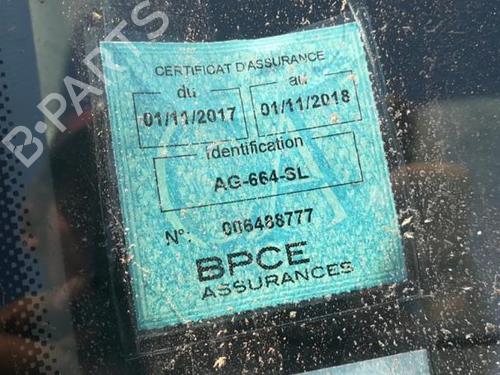 B-PARTS
CERTIFICAT D'ASSURANCE
du
au
01/11/2017
01/11/2018
Identification
AG-664-SL
N°: 006488777
BPCE
ASSURANCES